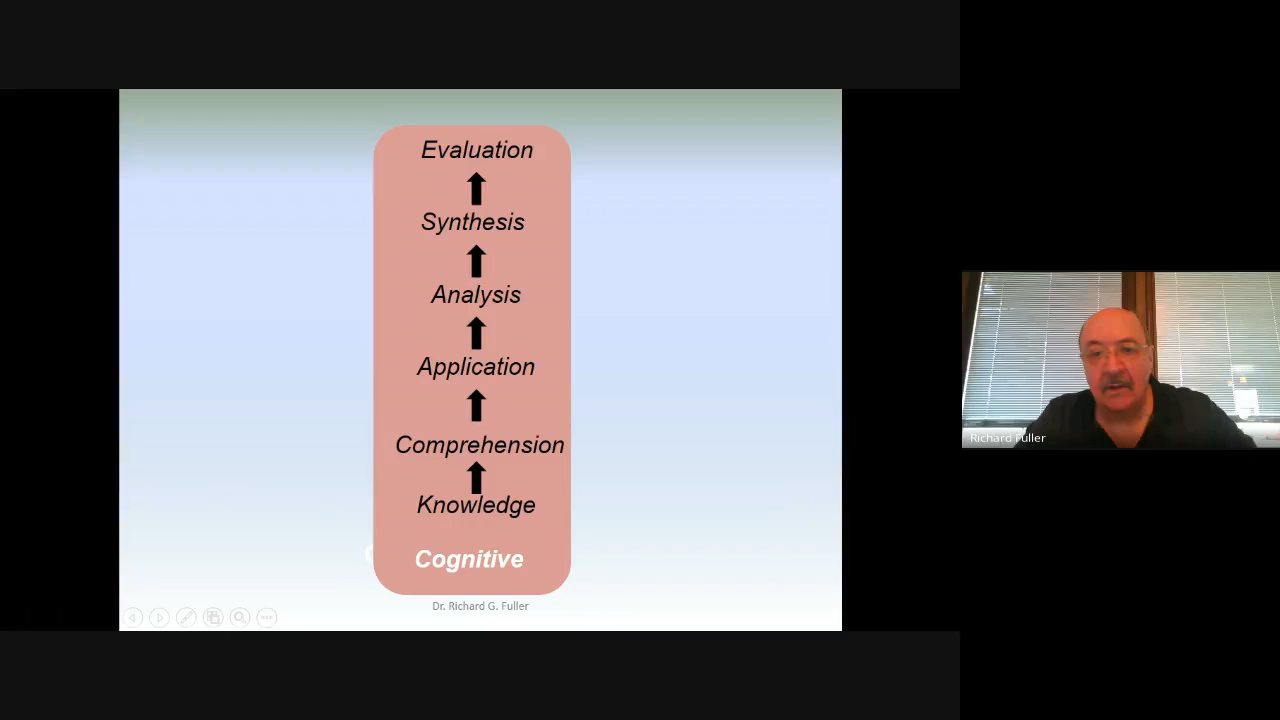 Evaluation
Synthesis
Analysis
Application
Comprehension
Knowledge
Cognitive
Dr. Richard G. Fuller
Richard Fuller